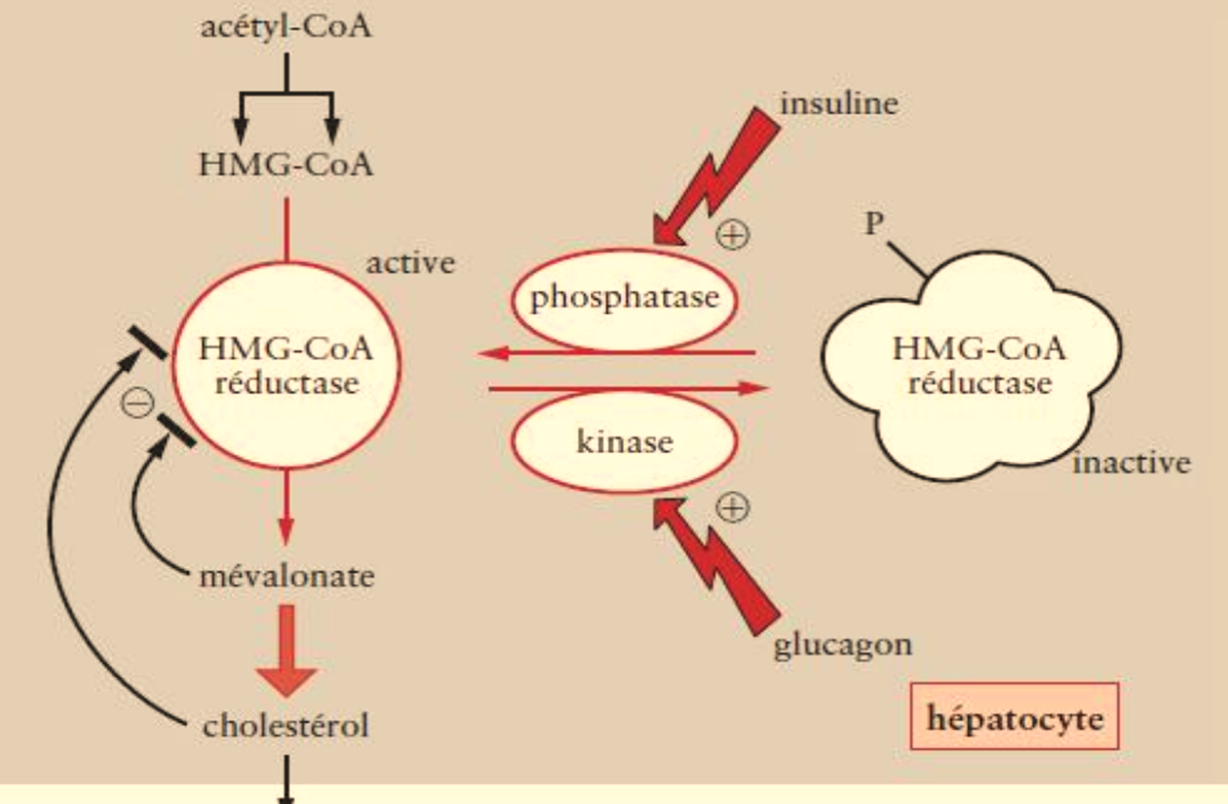 acétyl-CoA
HMG-CoA
active
HMG-CoA
réductase
−
mévalonate
cholestérol
insuline
+
phosphatase
kinase
+
glucagon
P
HMG-CoA
réductase
inactive
hépatocyte